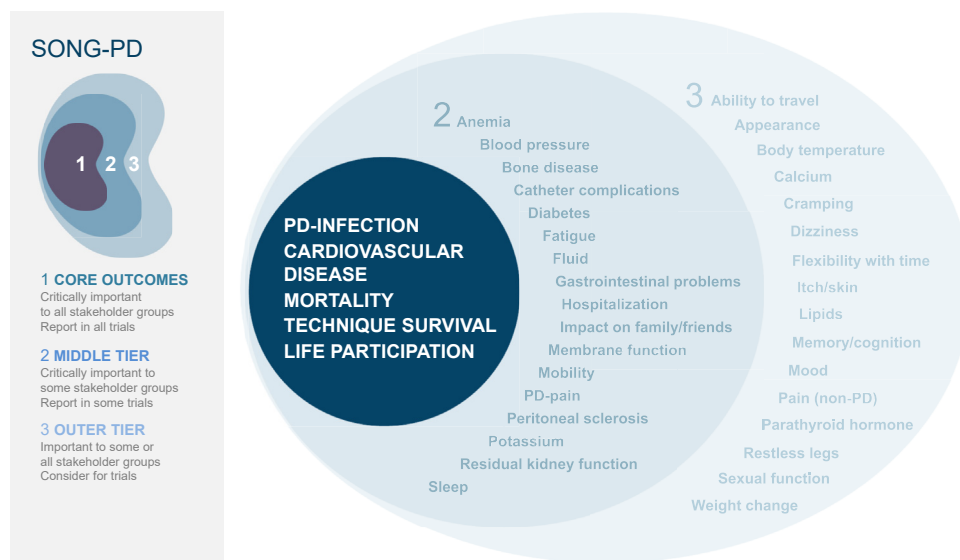 SONG-PD
1 2 3
1 CORE OUTCOMES
Critically important
to all stakeholder groups
Report in all trials
2 MIDDLE TIER
Critically important to
some stakeholder groups
Report in some trials
3 OUTER TIER
Important to some or
all stakeholder groups
Consider for trials
PD-INFECTION
CARDIOVASCULAR
DISEASE
MORTALITY
TECHNIQUE SURVIVAL
LIFE PARTICIPATION
2 Anemia
Blood pressure
Bone disease
Catheter complications
Diabetes
Fatigue
Fluid
Gastrointestinal problems
Hospitalization
Impact on family/friends
Membrane function
Mobility
PD-pain
Peritoneal sclerosis
Potassium
Residual kidney function
Sleep
3 Ability to travel
Appearance
Body temperature
Calcium
Cramping
Dizziness
Flexibility with time
Itch/skin
Lipids
Memory/cognition
Mood
Pain (non-PD)
Parathyroid hormone
Restless legs
Sexual function
Weight change